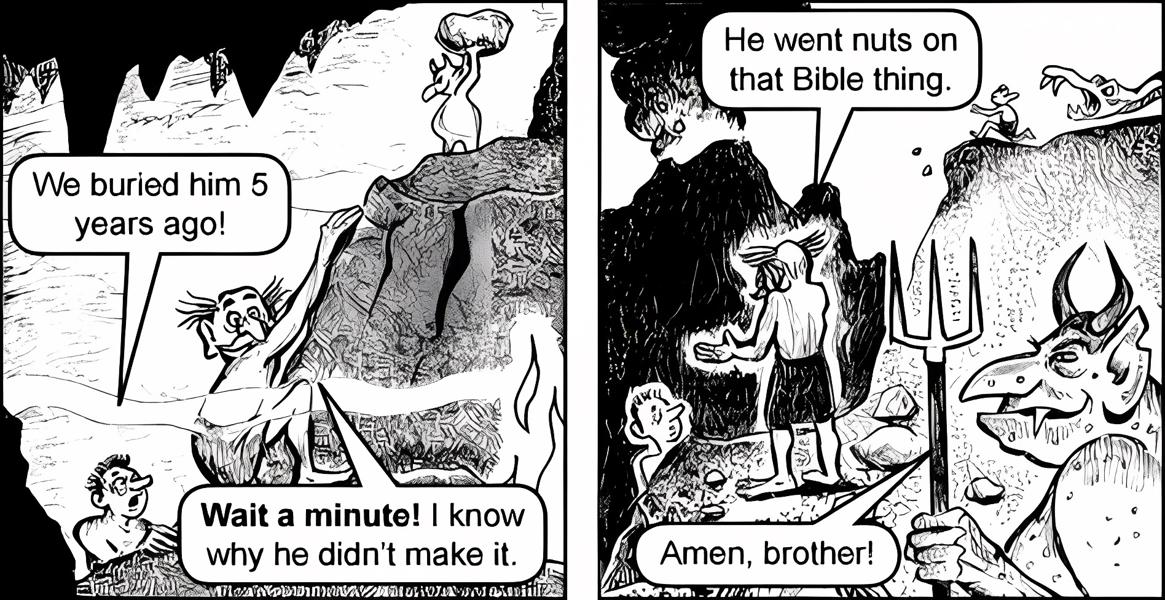 We buried him 5
years ago!
Wait a minute! I know
why he didn't make it.
He went nuts on
that Bible thing.
Amen, brother!